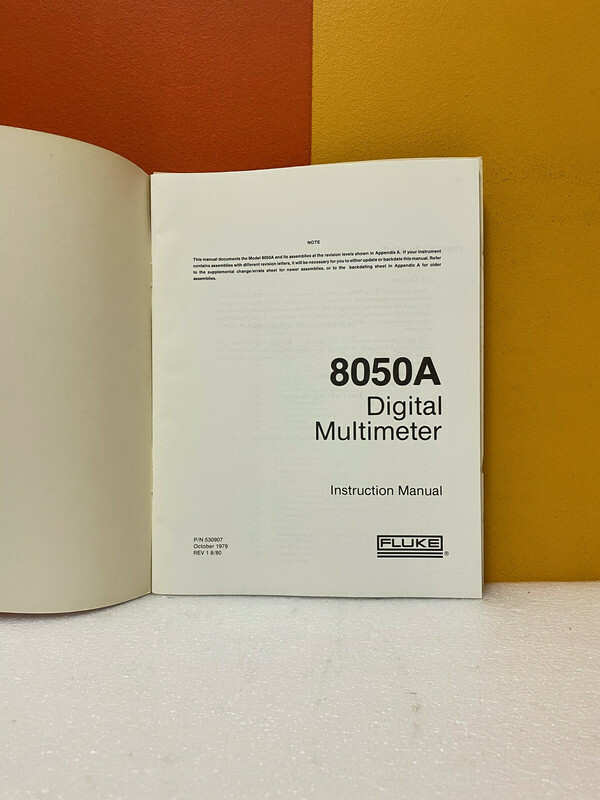 NOTE
This manual documents the Model 8050A and its assemblies at the revision levels shown in Appendix A. If your instrument
contains assemblies with different revision letters, it will be necessary for you to either update or backdate this manual. Refer
to the supplemental change/errata sheet for newer assemblies, or to the backdating sheet in Appendix A for older
assemblies.
8050A
Digital
Multimeter
Instruction Manual
P/N 530907
October 1979
REV 1 8/80
FLUKE
®